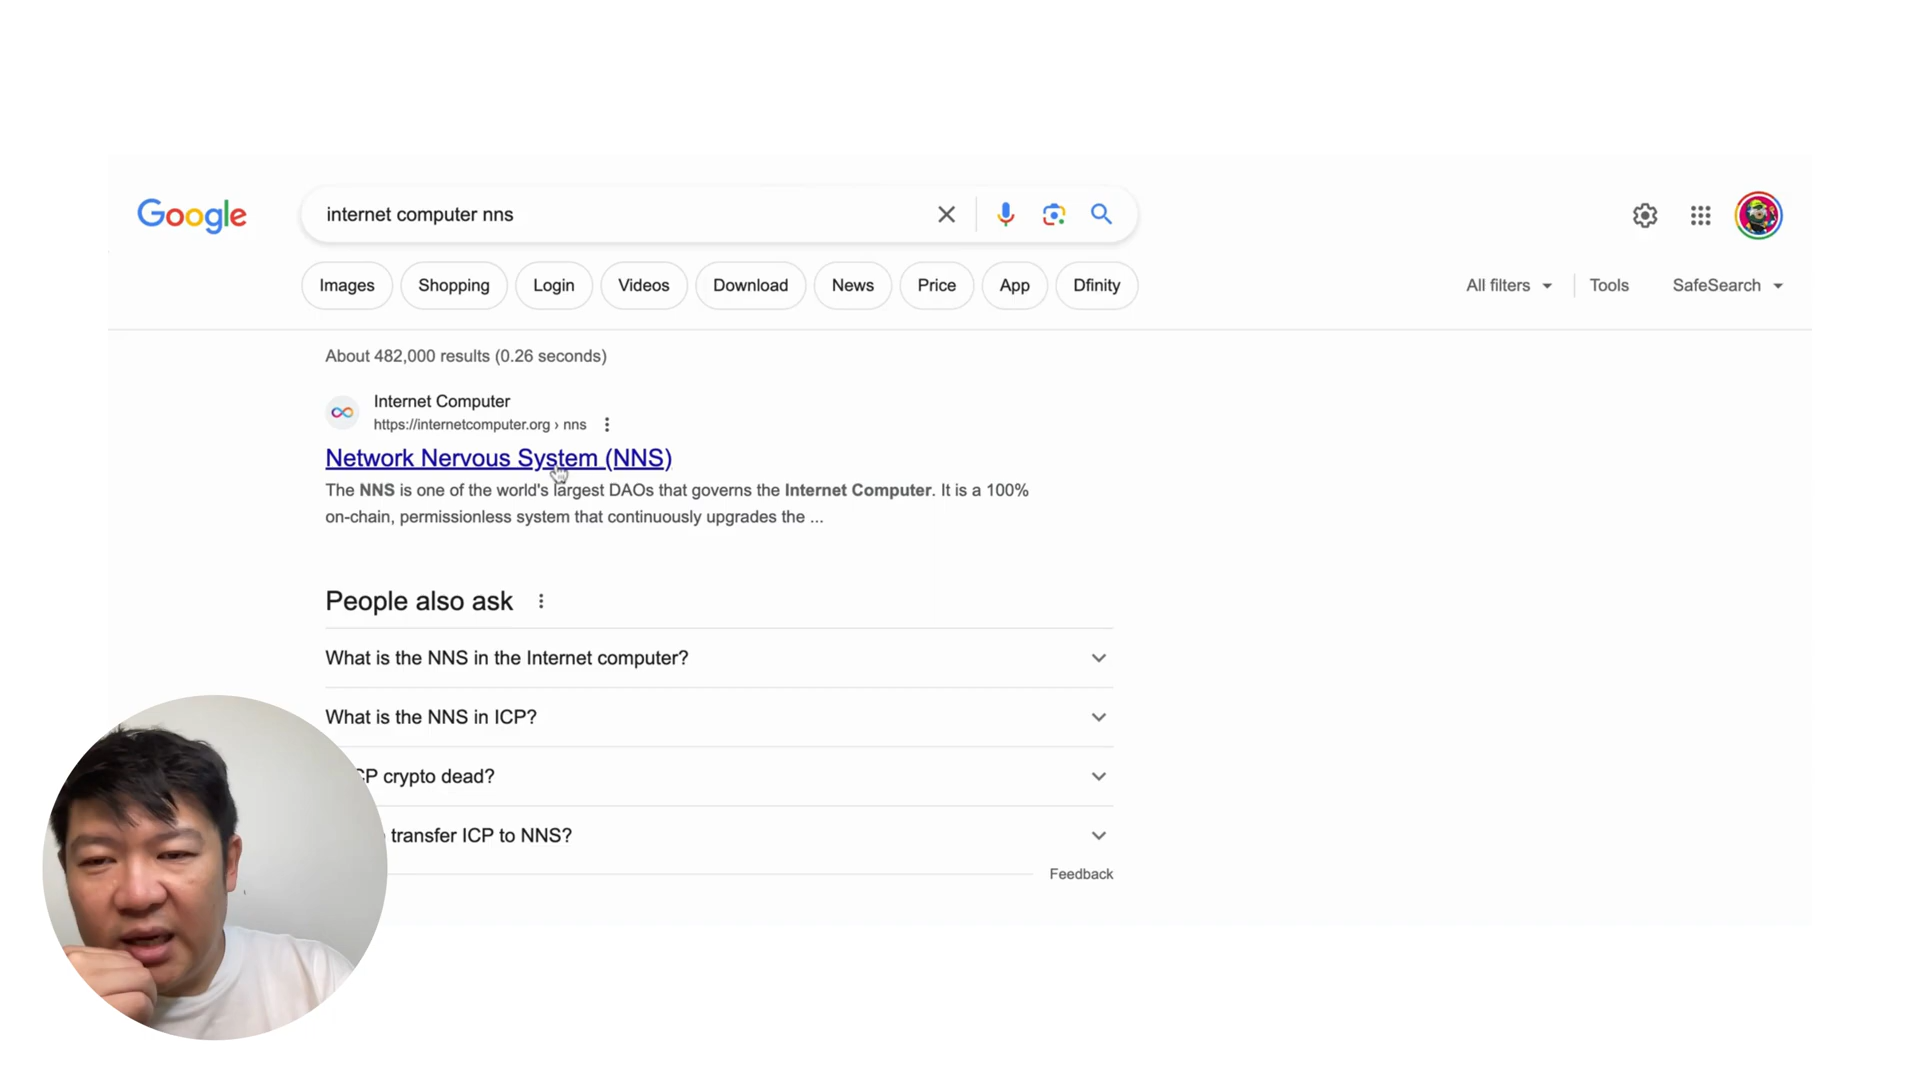 Google
internet computer nns
Images Shopping Login Videos Download News Price App Dfinity All filters Tools SafeSearch
About 482,000 results (0.26 seconds)
Internet Computer
https://internetcomputer.org › nns
Network Nervous System (NNS)
The NNS is one of the world's largest DAOs that governs the Internet Computer. It is a 100%
on-chain, permissionless system that continuously upgrades the ...
People also ask
What is the NNS in the Internet computer?
What is the NNS in ICP?
CP crypto dead?
transfer ICP to NNS?
Feedback